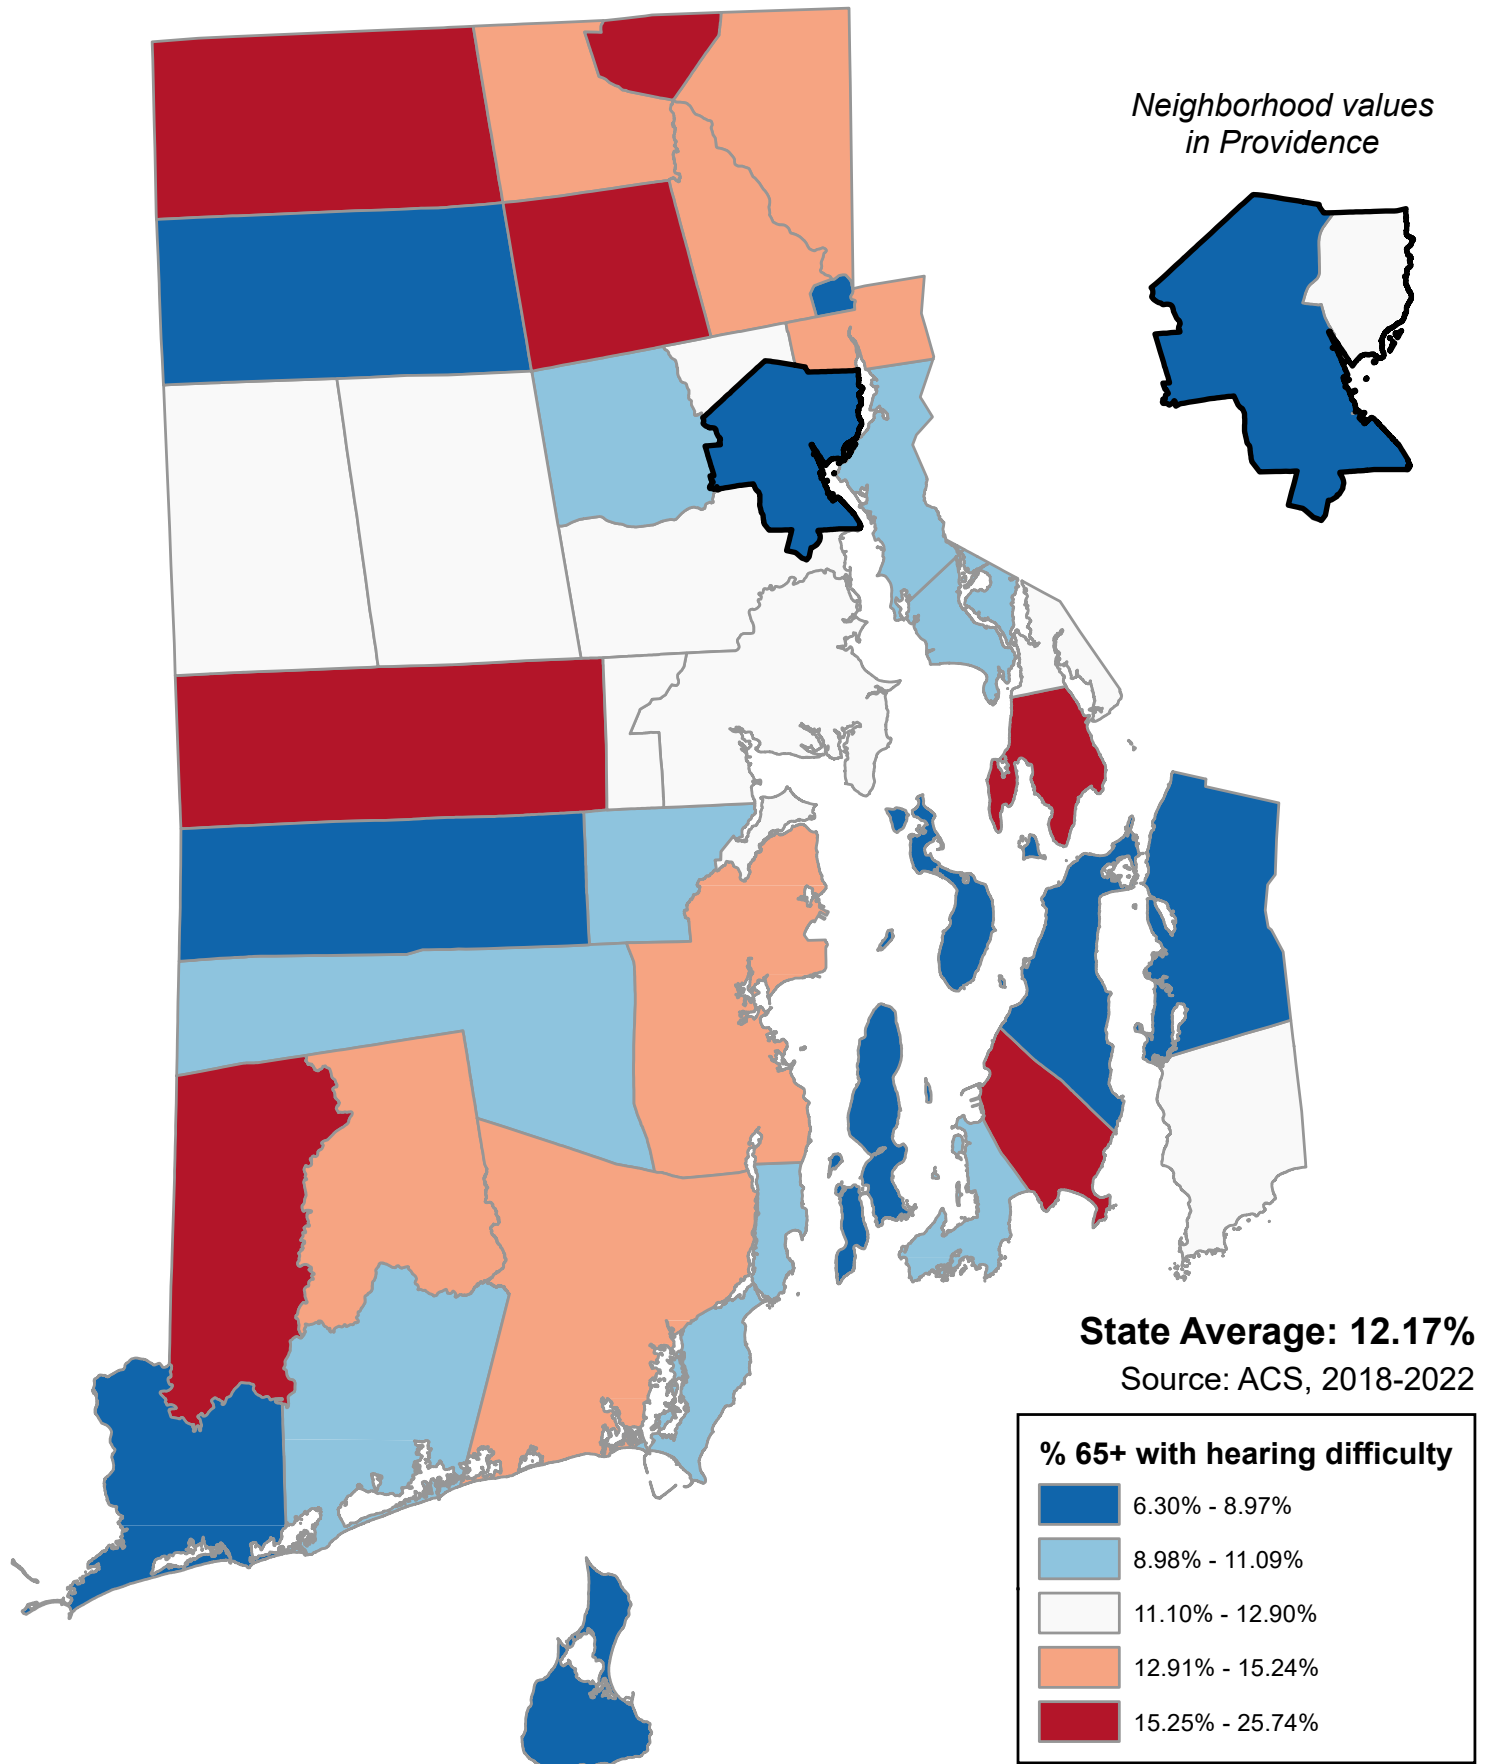 Neighborhood values
in Providence
State Average: 12.17%
Source: ACS, 2018-2022
% 65+ with hearing difficulty
6.30% - 8.97%
8.98% - 11.09%
11.10% - 12.90%
12.91% - 15.24%
15.25% - 25.74%